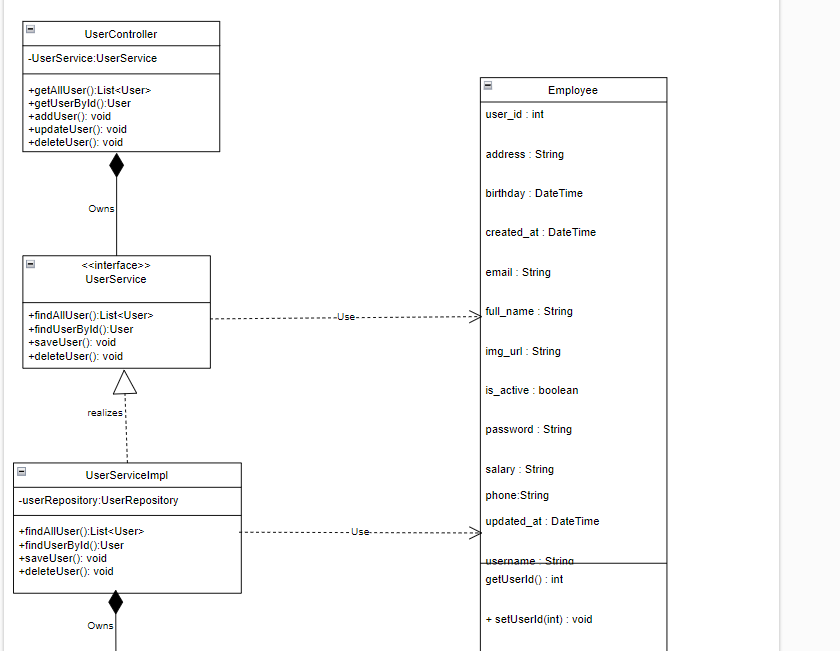 UserController
-UserService:UserService
+getAllUser():List<User>
+getUserById():User
+addUser(): void
+updateUser(): void
+deleteUser(): void
Owns
<<interface>>
UserService
+findAllUser():List<User>
+findUserById():User
+saveUser(): void
+deleteUser(): void
Use
realizes
UserServiceImpl
-userRepository:UserRepository
+findAllUser():List<User>
+findUserById():User
+saveUser(): void
+deleteUser(): void
Use
Owns
Employee
user_id : int
address : String
birthday : DateTime
created_at : DateTime
email : String
full_name : String
img_url : String
is_active : boolean
password : String
salary : String
phone:String
updated_at : DateTime
username : String
getUserId() : int
+ setUserId(int) : void